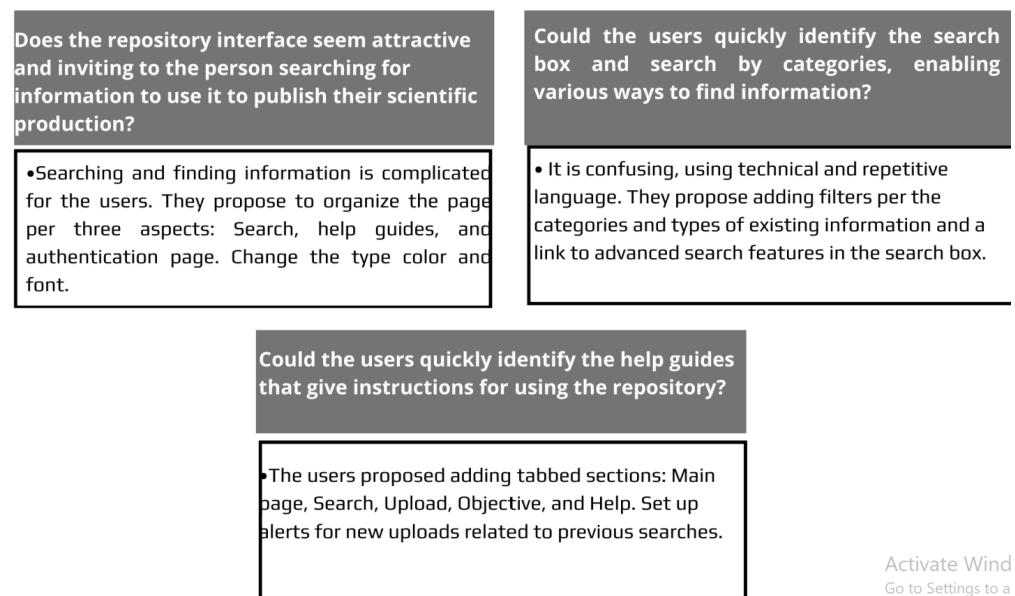 Does the repository interface seem attractive
and inviting to the person searching for
information to use it to publish their scientific
production?
•Searching and finding information is complicated
for the users. They propose to organize the page
per three aspects: Search, help guides, and
authentication page. Change the type color and
font.
Could the users quickly identify the search
box and search by categories, enabling
various ways to find information?
• It is confusing, using technical and repetitive
language. They propose adding filters per the
categories and types of existing information and a
link to advanced search features in the search box.
Could the users quickly identify the help guides
that give instructions for using the repository?
•The users proposed adding tabbed sections: Main
page, Search, Upload, Objective, and Help. Set up
alerts for new uploads related to previous searches.
Activate Wind
Go to Settings to a